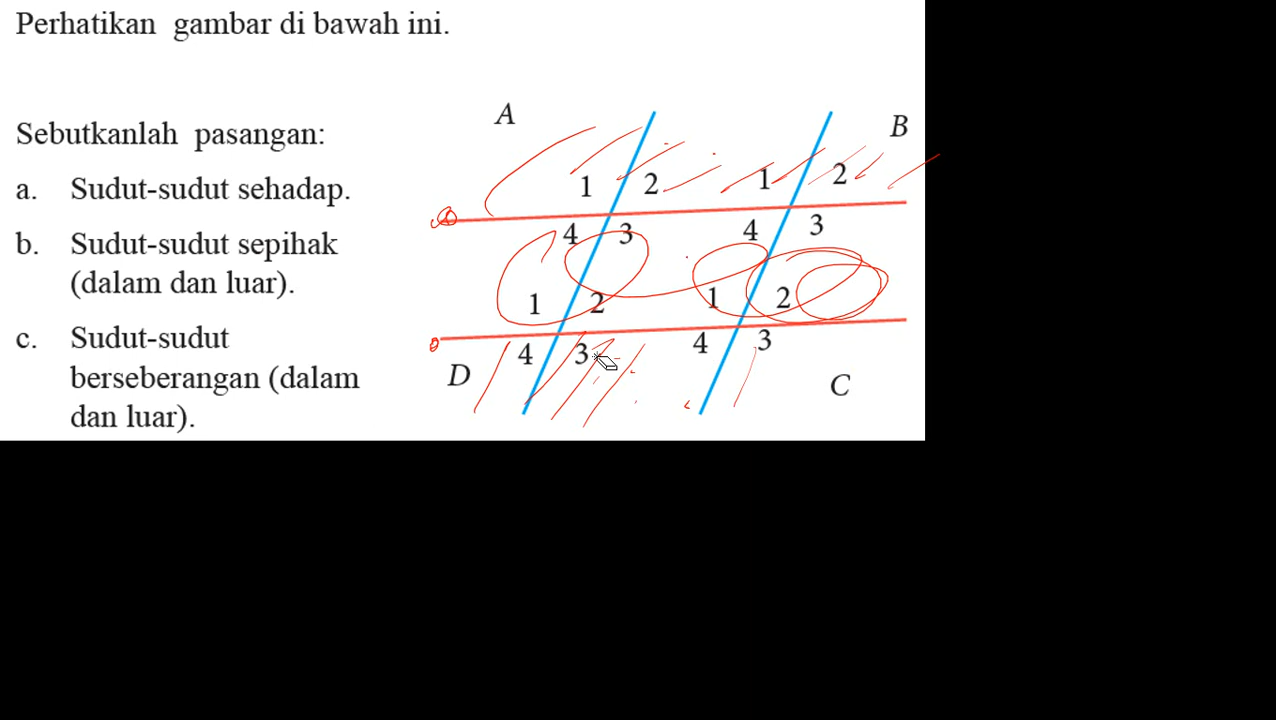 Perhatikan gambar di bawah ini.
A
Sebutkanlah pasangan:
B
a. Sudut-sudut sehadap.
1 2 1 2
4 3 4 3
b. Sudut-sudut sepihak
(dalam dan luar).
1 2 1 2
c. Sudut-sudut
4 3 4 3
berseberangan (dalam
D C
dan luar).